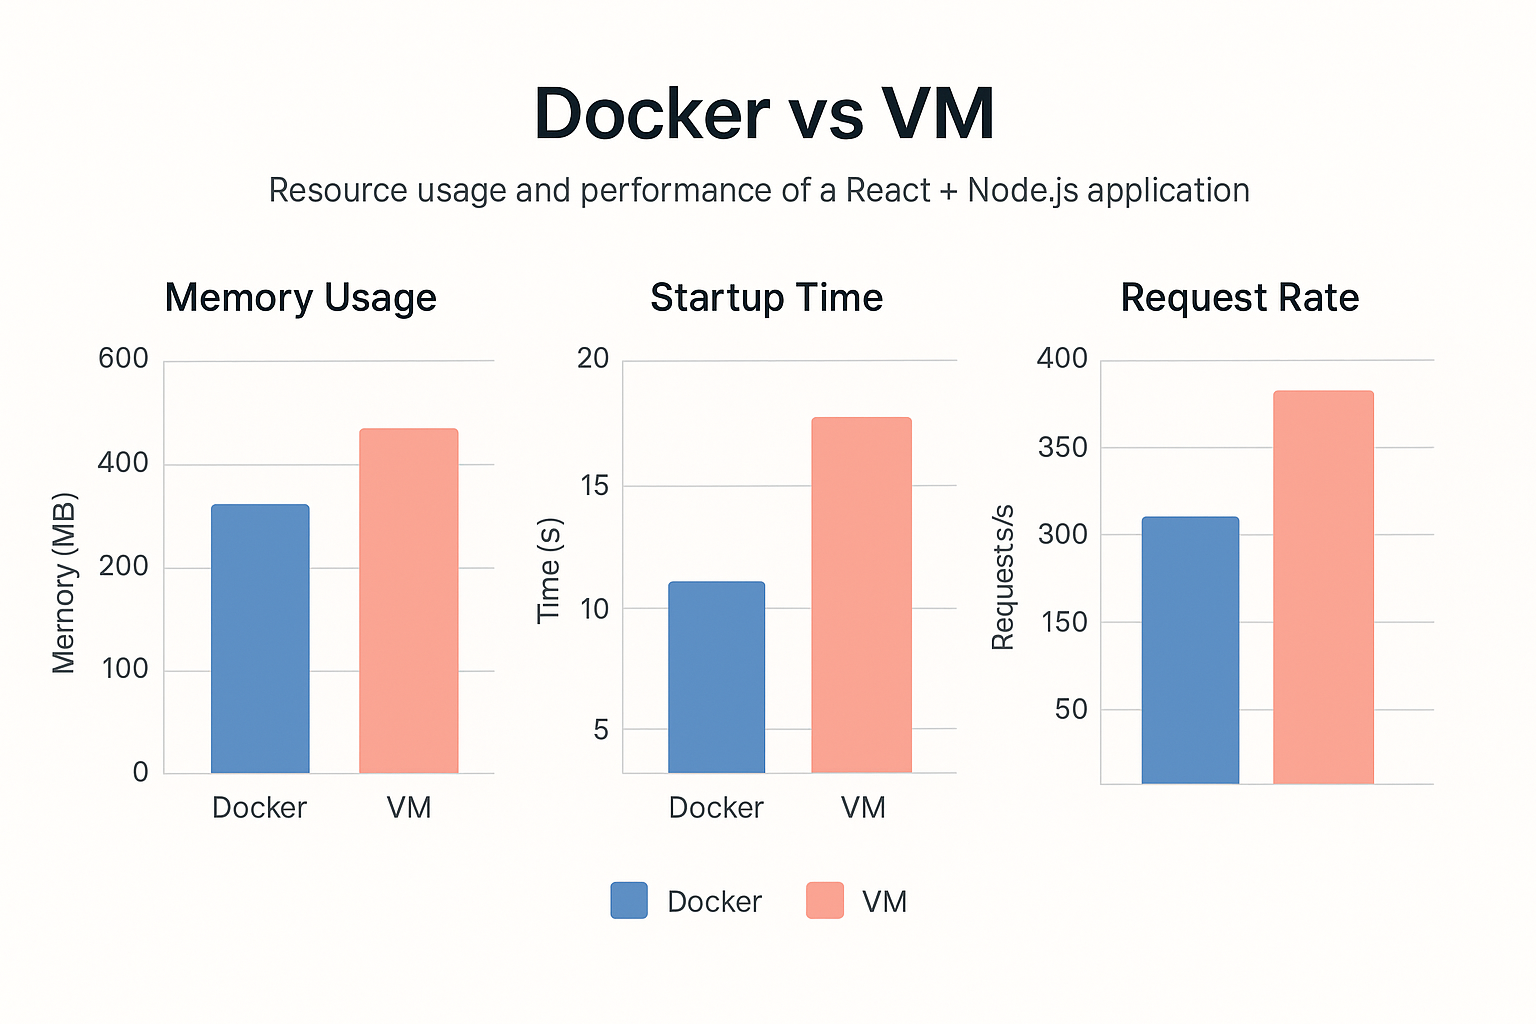 Docker vs VM
Resource usage and performance of a React + Node.js application
Memory Usage
600
400
200
100
0
Mernory (MB)
Docker
VM
Startup Time
20
15
10
5
Time (s)
Docker
VM
Request Rate
400
350
300
150
50
Requests/s
Docker
VM